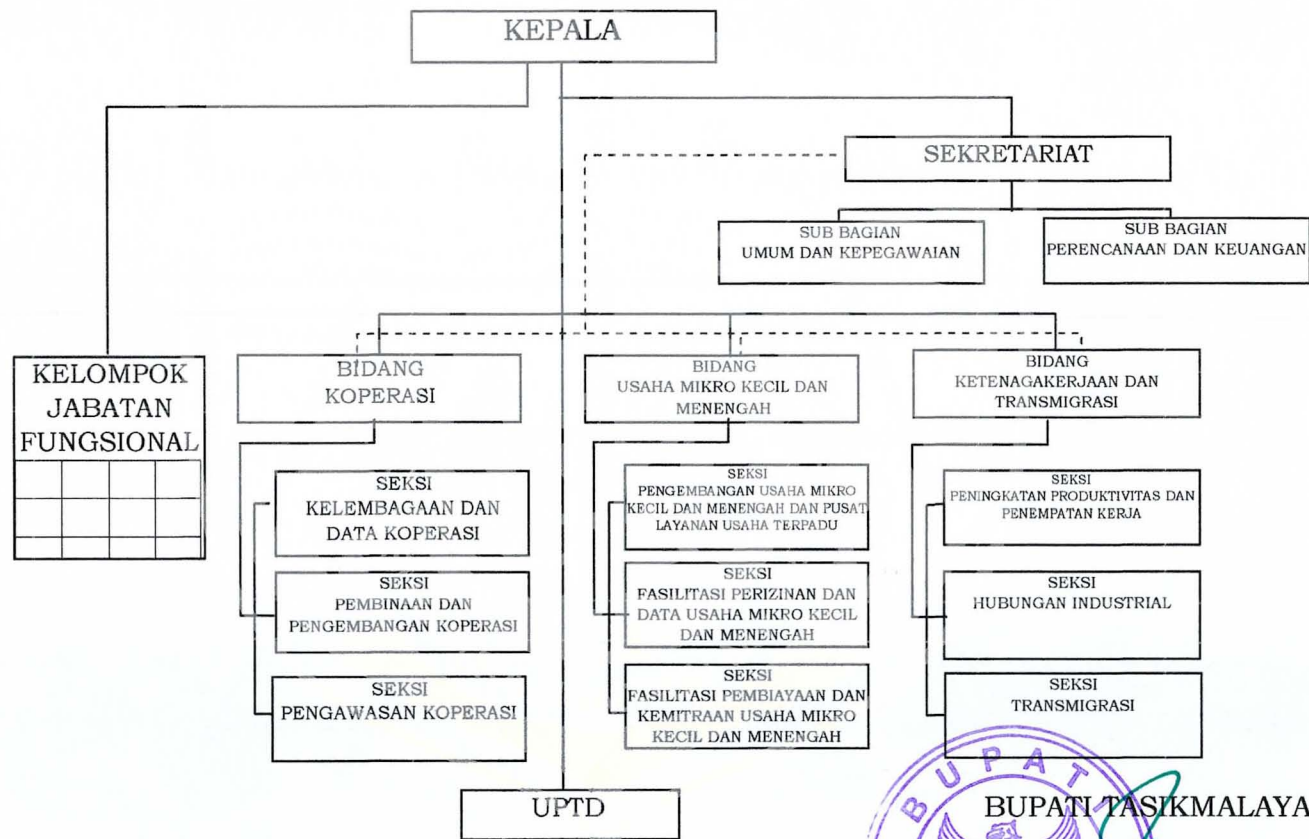 KEPALA
SEKRETARIAT
SUB BAGIAN
UMUM DAN KEPEGAWAIAN
SUB BAGIAN
PERENCANAAN DAN KEUANGAN
KELOMPOK
JABATAN
FUNGSIONAL
BIDANG
KOPERASI
SEKSI
KELEMBAGAAN DAN
DATA KOPERASI
SEKSI
PEMBINAAN DAN
PENGEMBANGAN KOPERASI
SEKSI
PENGAWASAN KOPERASI
BIDANG
USAHA MIKRO KECIL DAN
MENENGAH
SEKSI
PENGEMBANGAN USAHA MIKRO
KECIL DAN MENENGAH DAN PUSAT
LAYANAN USAHA TERPADU
SEKSI
FASILITASI PERIZINAN DAN
DATA USAHA MIKRO KECIL
DAN MENENGAH
SEKSI
FASILITASI PEMBIAYAAN DAN
KEMITRAAN USAHA MIKRO
KECIL DAN MENENGAH
BIDANG
KETENAGAKERJAAN DAN
TRANSMIGRASI
SEKSI
PENINGKATAN PRODUKTIVITAS DAN
PENEMPATAN KERJA
SEKSI
HUBUNGAN INDUSTRIAL
SEKSI
TRANSMIGRASI
UPTD
BUPATI
BUPATI TASIKMALAYA